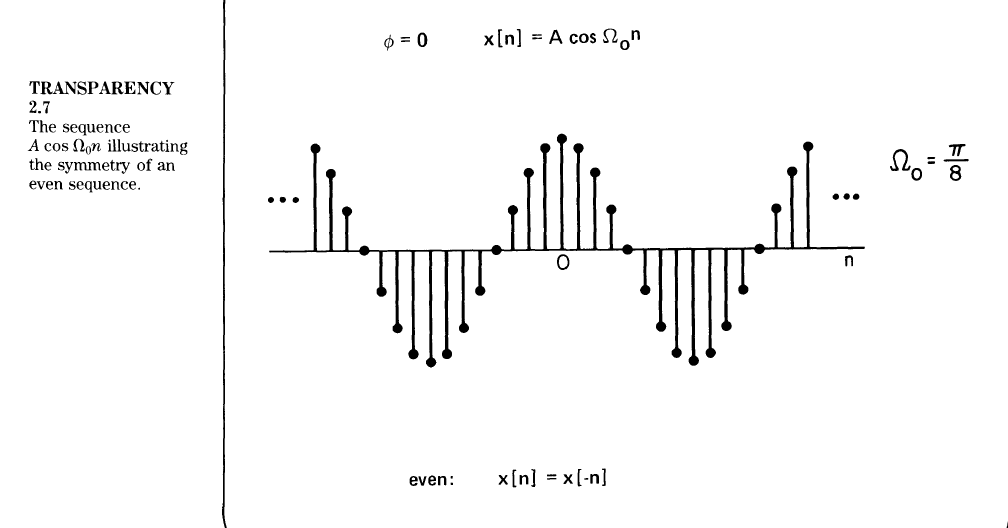 ϕ = 0 x[n] = A cos Ω₀n
TRANSPARENCY
2.7
The sequence
A cos Ω₀n illustrating
the symmetry of an
even sequence.
Ω₀ = π/8
••• •••
0
n
even: x[n] = x[-n]